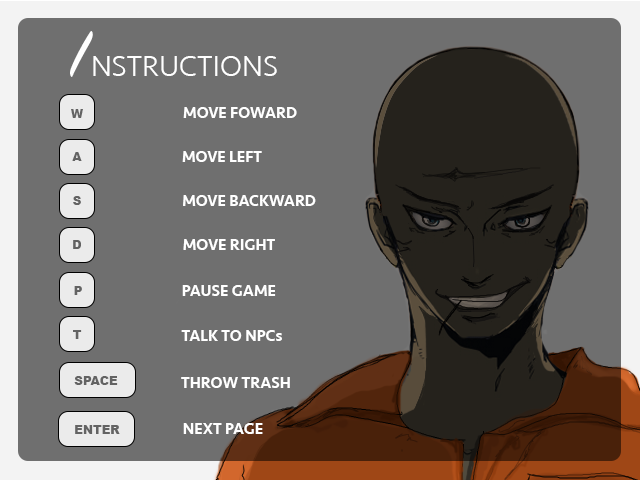 INSTRUCTIONS
W MOVE FOWARD
A MOVE LEFT
S MOVE BACKWARD
D MOVE RIGHT
P PAUSE GAME
T TALK TO NPCs
SPACE THROW TRASH
ENTER NEXT PAGE